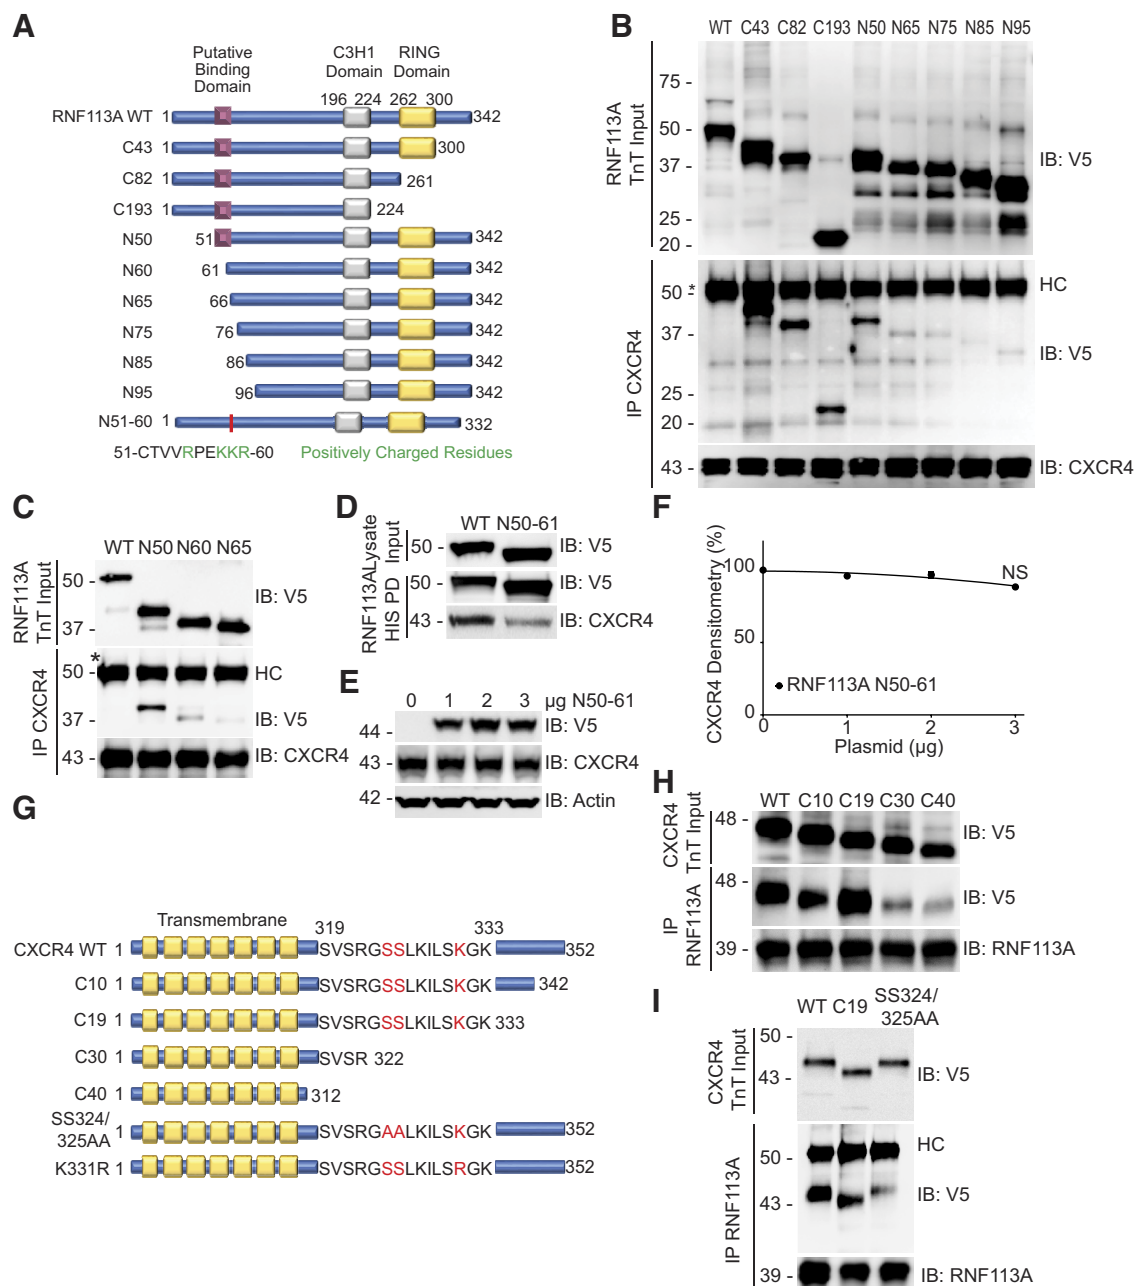 A
Putative
Binding
Domain
C3H1
Domain
RING
Domain
196 224 262 300
RNF113A WT 1 342
C43 1 300
C82 1 261
C193 1 224
N50 51 342
N60 61 342
N65 66 342
N75 76 342
N85 86 342
N95 96 342
N51-60 1 332
51-CTVVRPEKKKR-60 Positively Charged Residues
B
WT C43 C82 C193 N50 N65 N75 N85 N95
RNF113A
TnT Input
75 -
50 -
37 -
25 -
20 -
IB: V5
IP CXCR4
* 50 -
37 -
25 -
20 -
HC
IB: V5
43 -
IB: CXCR4
C
WT N50 N60 N65
RNF113A
TnT Input
50 -
37 -
IB: V5
IP CXCR4
*
50 -
37 -
HC
IB: V5
43 -
IB: CXCR4
D
WT N50-61
RNF113ALysate
Input
HIS PD
50 -
IB: V5
50 -
IB: V5
43 -
IB: CXCR4
E
0 1 2 3 µg N50-61
44 -
IB: V5
43 -
IB: CXCR4
42 -
IB: Actin
F
CXCR4 Densitometry (%)
100
50
0
NS
RNF113A N50-61
0 1 2 3
Plasmid (µg)
G
Transmembrane
319 333
CXCR4 WT 1 SVSRGSSLKILSKGK 352
C10 1 SVSRGSSLKILSKGK 342
C19 1 SVSRGSSLKILSKGK 333
C30 1 SVSR 322
C40 1 312
SS324/
325AA 1 SVSRGAALKILSKGK 352
K331R 1 SVSRGSSLKILSRGK 352
H
WT C10 C19 C30 C40
CXCR4
TnT Input
48 -
IB: V5
IP
RNF113A
48 -
IB: V5
39 -
IB: RNF113A
I
WT C19 SS324/
325AA
CXCR4
TnT Input
50 -
43 -
IB: V5
IP RNF113A
50 -
43 -
HC
IB: V5
39 -
IB: RNF113A